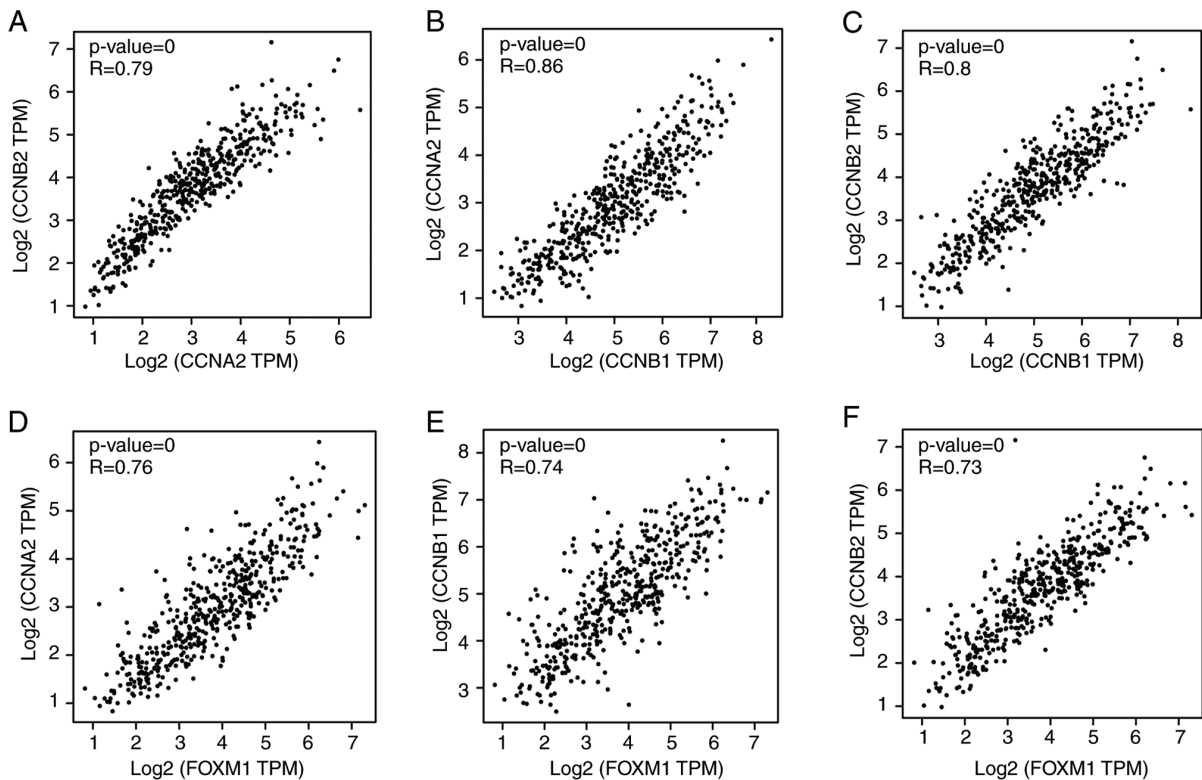 A
p-value=0
R=0.79
7
6
5
4
3
2
1
Log2 (CCNB2 TPM)
1 2 3 4 5 6
Log2 (CCNA2 TPM)
B
p-value=0
R=0.86
6
5
4
3
2
1
Log2 (CCNA2 TPM)
3 4 5 6 7 8
Log2 (CCNB1 TPM)
C
p-value=0
R=0.8
7
6
5
4
3
2
1
Log2 (CCNB2 TPM)
3 4 5 6 7 8
Log2 (CCNB1 TPM)
D
p-value=0
R=0.76
6
5
4
3
2
1
Log2 (CCNA2 TPM)
1 2 3 4 5 6 7
Log2 (FOXM1 TPM)
E
p-value=0
R=0.74
8
7
6
5
4
3
Log2 (CCNB1 TPM)
1 2 3 4 5 6 7
Log2 (FOXM1 TPM)
F
p-value=0
R=0.73
7
6
5
4
3
2
1
Log2 (CCNB2 TPM)
1 2 3 4 5 6 7
Log2 (FOXM1 TPM)